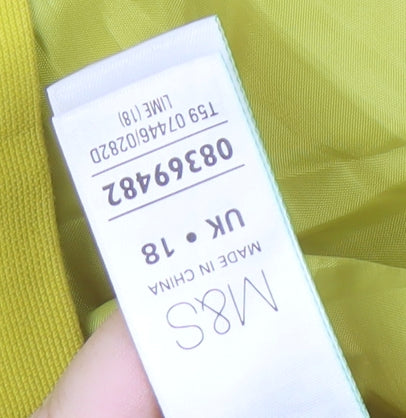 M&S
MADE IN CHINA
UK • 18
08369482
T59 07446/0282D
LIME (18)